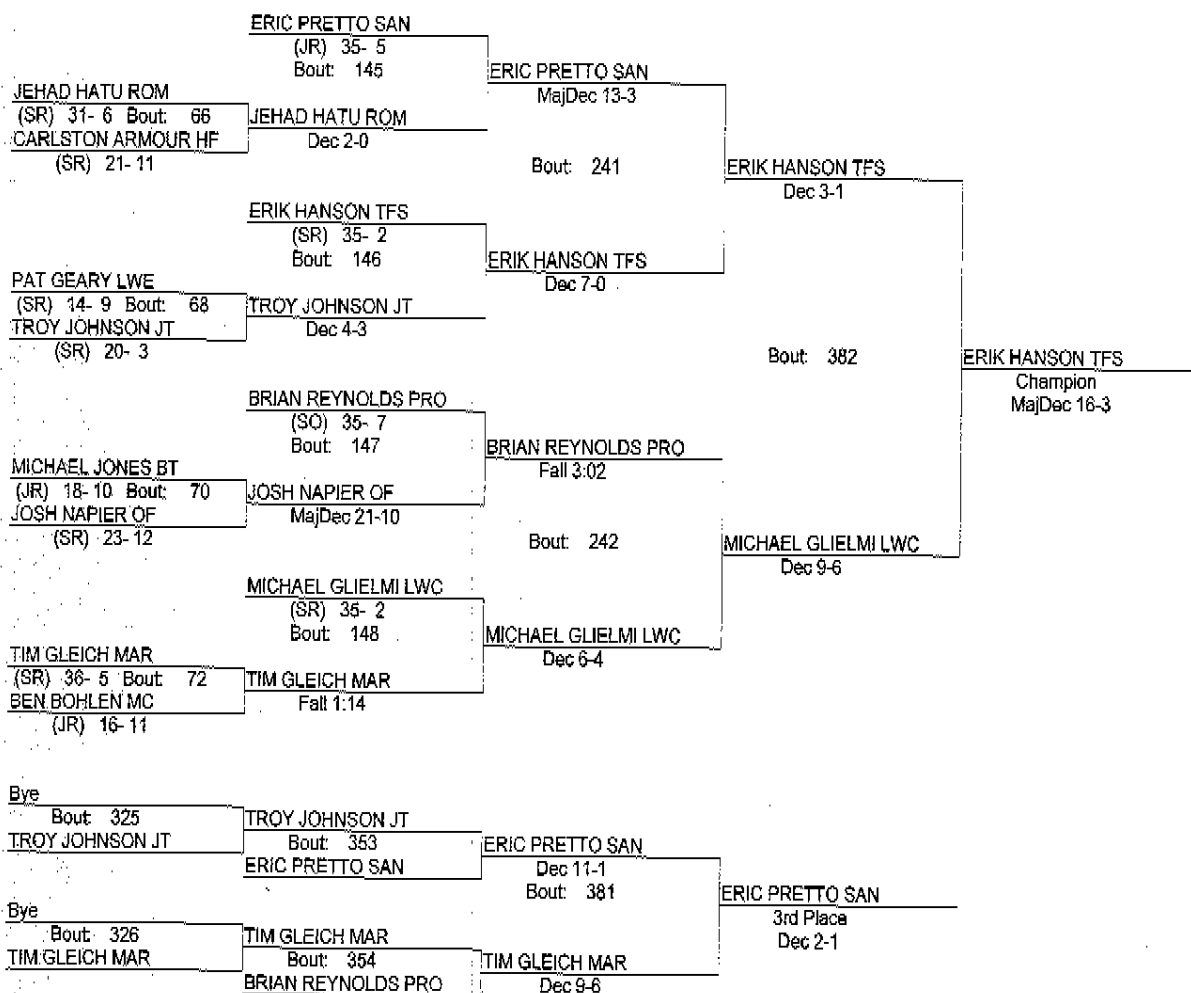 ERIC PRETTO SAN
(JR) 35- 5
Bout: 145
ERIC PRETTO SAN
MajDec 13-3
JEHAD HATU ROM
(SR) 31- 6 Bout: 66
JEHAD HATU ROM
CARLSTON ARMOUR HF
Dec 2-0
(SR) 21- 11
Bout: 241
ERIK HANSON TFS
Dec 3-1
ERIK HANSON TFS
(SR) 35- 2
Bout: 146
ERIK HANSON TFS
Dec 7-0
PAT GEARY LWE
(SR) 14- 9 Bout: 68
TROY JOHNSON JT
TROY JOHNSON JT
Dec 4-3
(SR) 20- 3
Bout: 382
ERIK HANSON TFS
Champion
MajDec 16-3
BRIAN REYNOLDS PRO
(SO) 35- 7
Bout: 147
BRIAN REYNOLDS PRO
Fall 3:02
MICHAEL JONES BT
(JR) 18- 10 Bout: 70
JOSH NAPIER OF
JOSH NAPIER OF
MajDec 21-10
(SR) 23- 12
Bout: 242
MICHAEL GLIELMI LWC
Dec 9-6
MICHAEL GLIELMI LWC
(SR) 35- 2
Bout: 148
MICHAEL GLIELMI LWC
Dec 6-4
TIM GLEICH MAR
(SR) 36- 5 Bout: 72
TIM GLEICH MAR
BEN BOHLEN MC
Fall 1:14
(JR) 16- 11
Bye
Bout: 325
TROY JOHNSON JT
TROY JOHNSON JT
Bout: 353
ERIC PRETTO SAN
ERIC PRETTO SAN
Dec 11-1
Bout: 381
ERIC PRETTO SAN
3rd Place
Dec 2-1
Bye
Bout: 326
TIM GLEICH MAR
TIM GLEICH MAR
Bout: 354
BRIAN REYNOLDS PRO
TIM GLEICH MAR
Dec 9-6